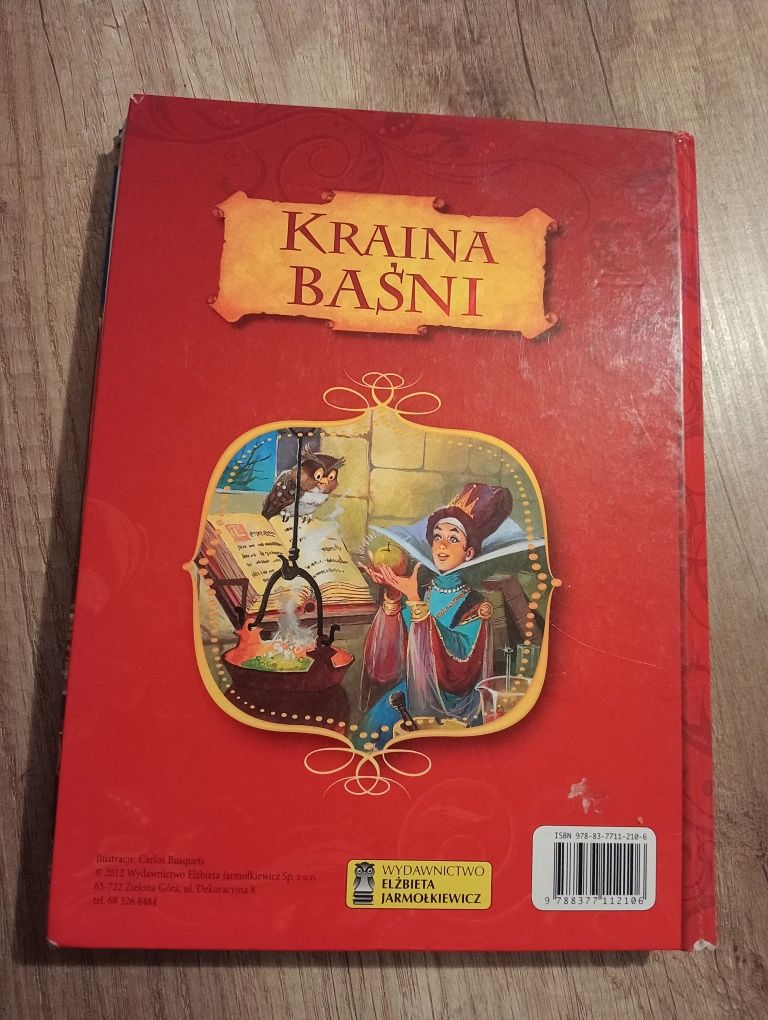 KRAINA
BAŚNI
Ilustracje: Carlos Busquets
© 2012 Wydawnictwo Elżbieta Jarmołkiewicz Sp. z o.o.
65-722 Zielona Góra, ul. Dekoracyjna 8
tel. 68 326 8484
WYDAWNICTWO
ELŻBIETA
JARMOŁKIEWICZ
ISBN 978-83-7711-210-6
9 788377 112106